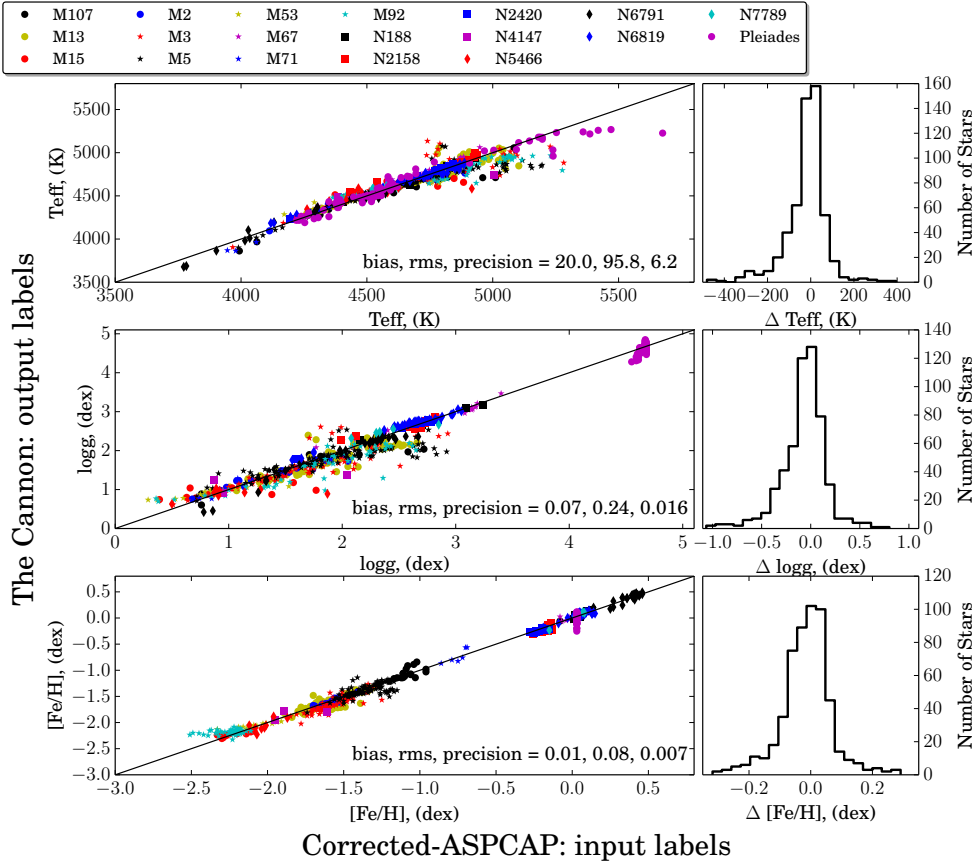 M107 M2 M53 M92 N2420 N6791 N7789
M13 M3 M67 N188 N4147 N6819 Pleiades
M15 M5 M71 N2158 N5466
The Cannon: output labels
Teff, (K)
5500
5000
4500
4000
3500
bias, rms, precision = 20.0, 95.8, 6.2
3500 4000 4500 5000 5500
Teff, (K)
160
140
120
100
80
60
40
20
0
Number of Stars
−400 −200 0 200 400
Δ Teff, (K)
logg, (dex)
5
4
3
2
1
0
bias, rms, precision = 0.07, 0.24, 0.016
0 1 2 3 4 5
logg, (dex)
140
120
100
80
60
40
20
0
Number of Stars
−1.0 −0.5 0.0 0.5 1.0
Δ logg, (dex)
[Fe/H], (dex)
0.5
0.0
−0.5
−1.0
−1.5
−2.0
−2.5
−3.0
bias, rms, precision = 0.01, 0.08, 0.007
−3.0 −2.5 −2.0 −1.5 −1.0 −0.5 0.0 0.5
[Fe/H], (dex)
120
100
80
60
40
20
0
Number of Stars
−0.2 0.0 0.2
Δ [Fe/H], (dex)
Corrected-ASPCAP: input labels